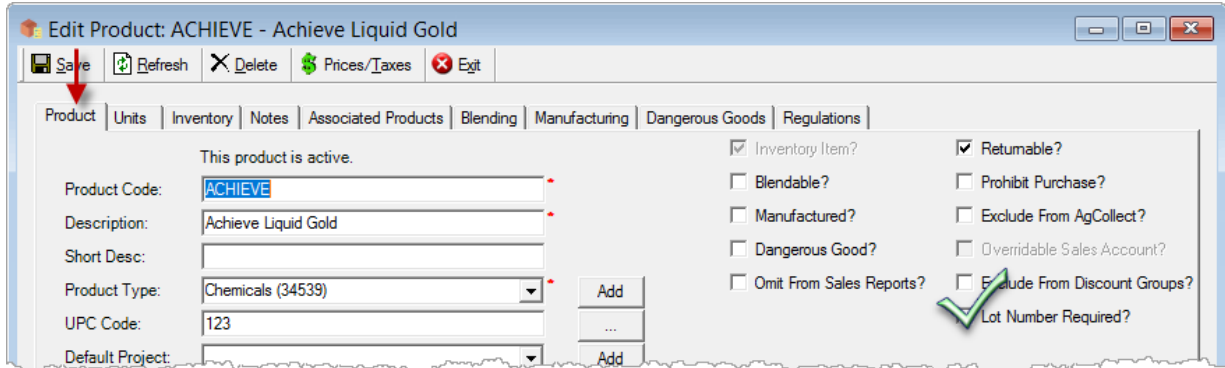 Edit Product: ACHIEVE - Achieve Liquid Gold
Save Refresh Delete Prices/Taxes Exit
Product Units Inventory Notes Associated Products Blending Manufacturing Dangerous Goods Regulations
This product is active. Inventory Item? Returnable?
Product Code: ACHIEVE * Blendable? Prohibit Purchase?
Description: Achieve Liquid Gold * Manufactured? Exclude From AgCollect?
Short Desc: Dangerous Good? Overridable Sales Account?
Product Type: Chemicals (34539) * Add Omit From Sales Reports? Exclude From Discount Groups?
UPC Code: 123 ... Lot Number Required?
Default Project: Add